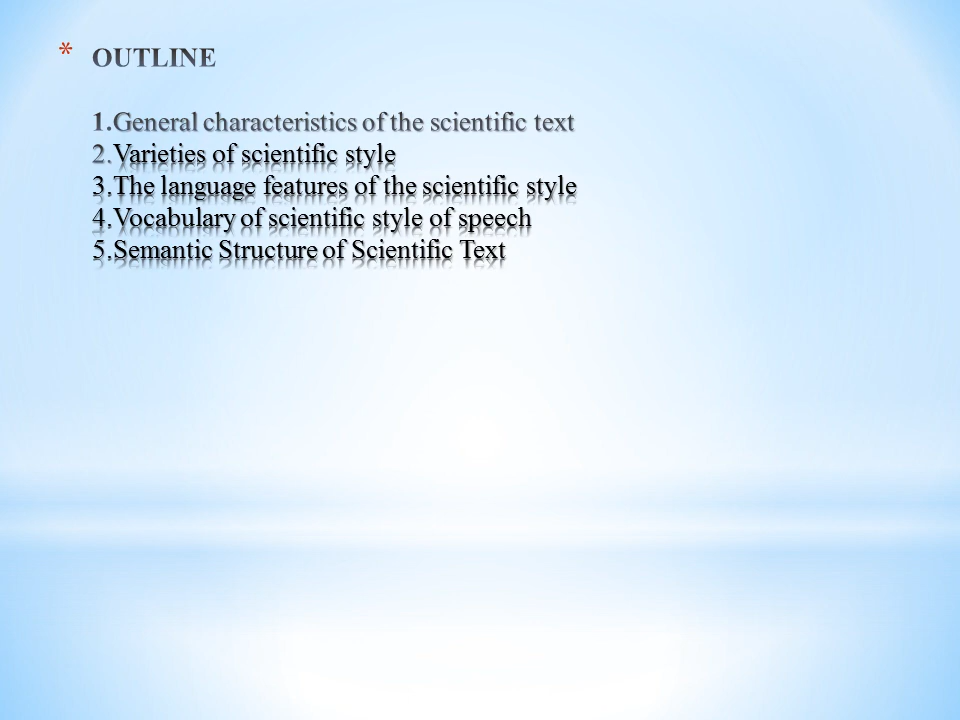 * OUTLINE
1.General characteristics of the scientific text
2.Varieties of scientific style
3.The language features of the scientific style
4.Vocabulary of scientific style of speech
5.Semantic Structure of Scientific Text